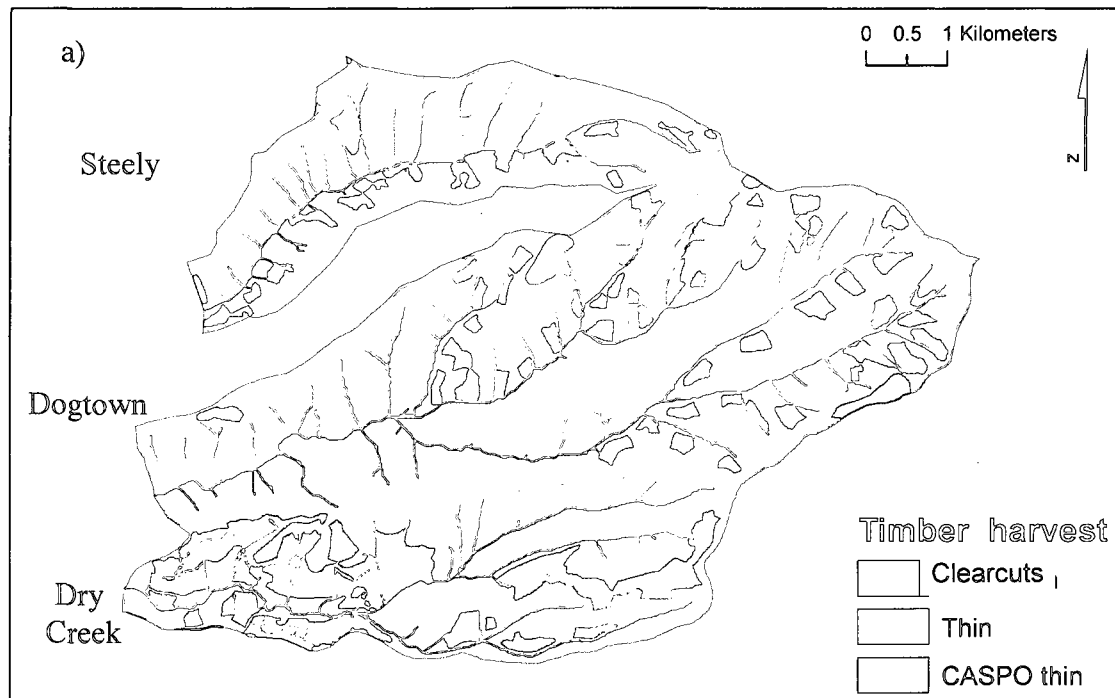 a)
0 0.5 1 Kilometers
N
Steely
Dogtown
Dry
Creek
Timber harvest
Clearcuts
Thin
CASPO thin